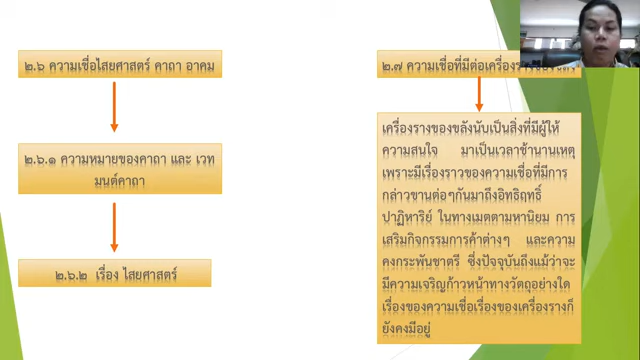 ๒.๖ ความเชื่อไสยศาสตร์ คาถา อาคม
๒.๖.๑ ความหมายของคาถา และ เวท
มนต์คาถา
๒.๖.๒ เรื่อง ไสยศาสตร์
๒.๗ ความเชื่อที่มีต่อเครื่องรางของขลัง
เครื่องรางของขลังนับเป็นสิ่งที่มีผู้ให้
ความสนใจ มาเป็นเวลาช้านานเหตุ
เพราะมีเรื่องราวของความเชื่อที่มีการ
กล่าวขานต่อๆกันมาถึงอิทธิฤทธิ์
ปาฏิหาริย์ ในทางเมตตามหานิยม การ
เสริมกิจกรรมการค้าต่างๆ และความ
คงกระพันชาตรี ซึ่งปัจจุบันถึงแม้ว่าจะ
มีความเจริญก้าวหน้าทางวัตถุอย่างใด
เรื่องของความเชื่อเรื่องของเครื่องรางก็
ยังคงมีอยู่